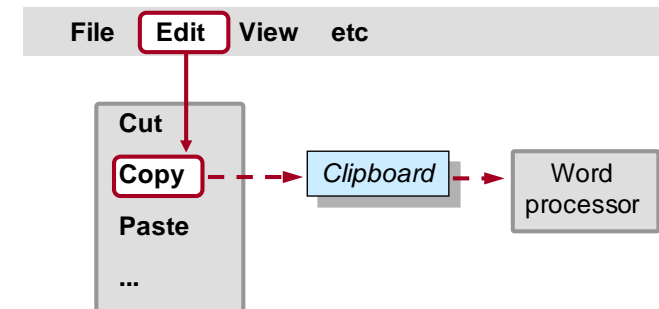 File Edit View etc
Cut
Copy
Clipboard
Word
processor
Paste
...